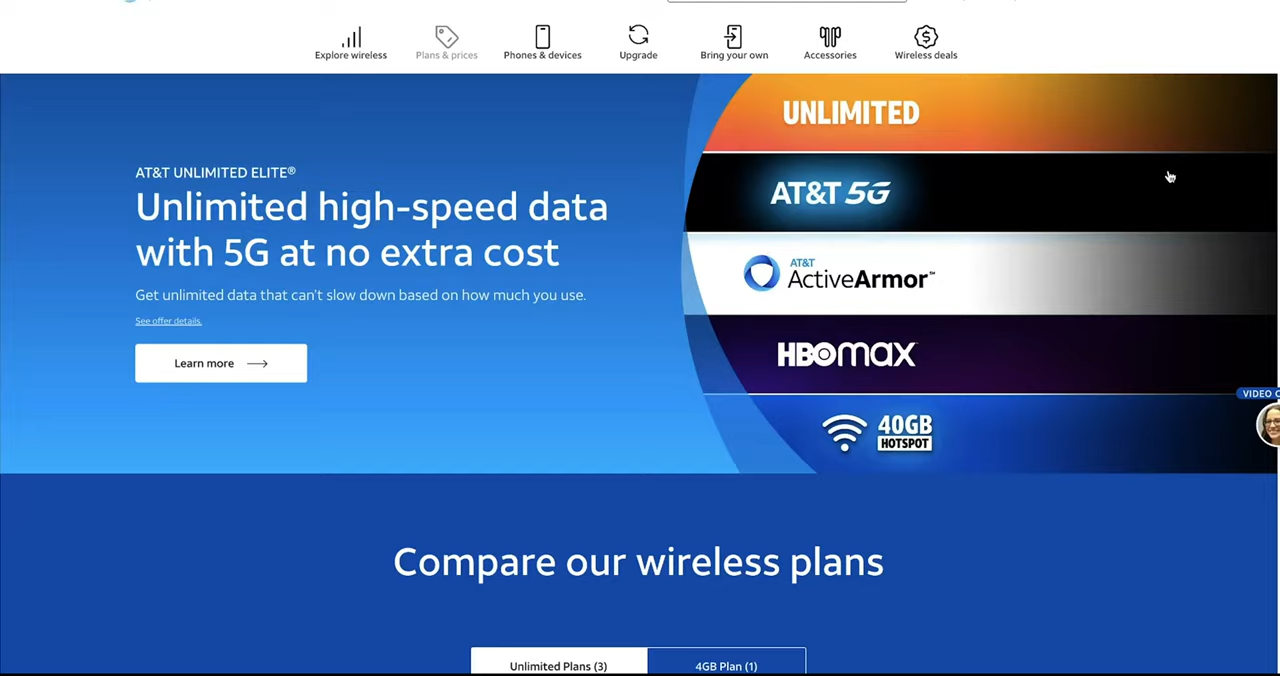 Explore wireless
Plans & prices
Phones & devices
Upgrade
Bring your own
Accessories
Wireless deals
AT&T UNLIMITED ELITE®
Unlimited high-speed data
with 5G at no extra cost
Get unlimited data that can't slow down based on how much you use.
See offer details.
Learn more
UNLIMITED
AT&T 5G
AT&T
ActiveArmor™
HBOmax
40GB
HOTSPOT
VIDEO
Compare our wireless plans
Unlimited Plans (3)
4GB Plan (1)